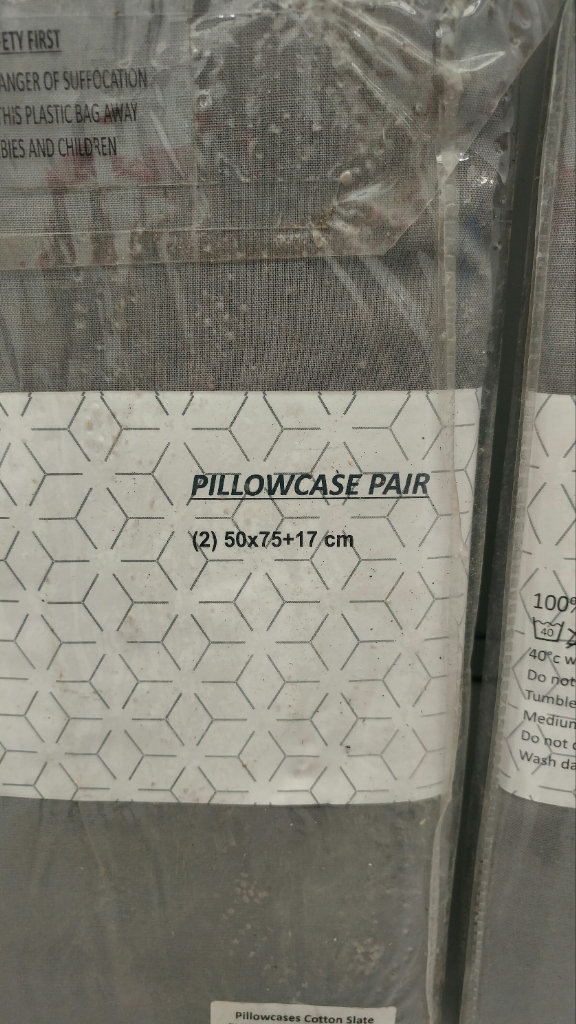 ETY FIRST
ANGER OF SUFFOCATION
THIS PLASTIC BAG AWAY
BIES AND CHILDREN
PILLOWCASE PAIR
(2) 50x75+17 cm
100%
40
40°c w
Do not
Tumble
Medium
Do not
Wash da
Pillowcases Cotton Slate